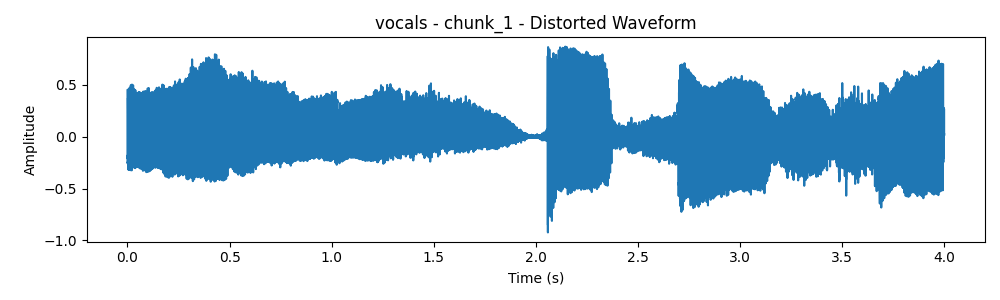 vocals - chunk_1 - Distorted Waveform
Amplitude
0.5
0.0
−0.5
−1.0
0.0 0.5 1.0 1.5 2.0 2.5 3.0 3.5 4.0
Time (s)